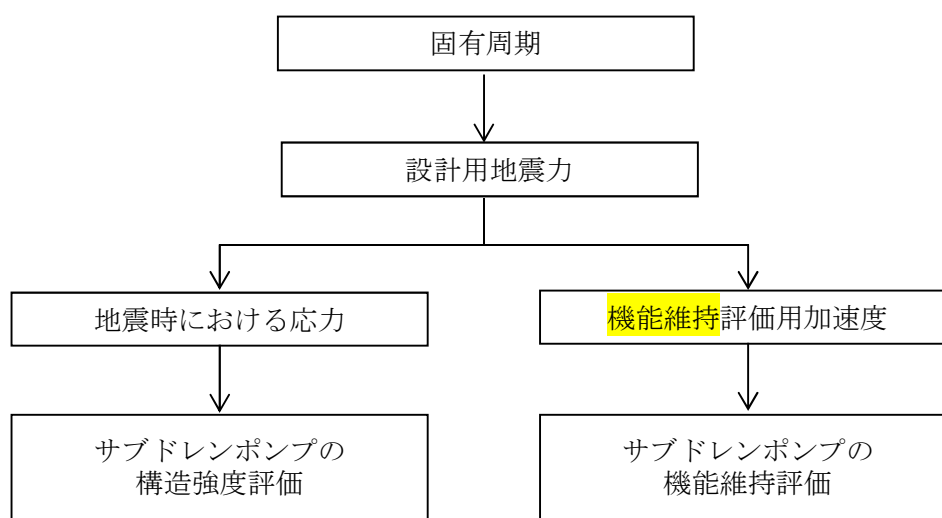 固有周期
設計用地震力
地震時における応力
機能維持評価用加速度
サブドレンポンプの
構造強度評価
サブドレンポンプの
機能維持評価